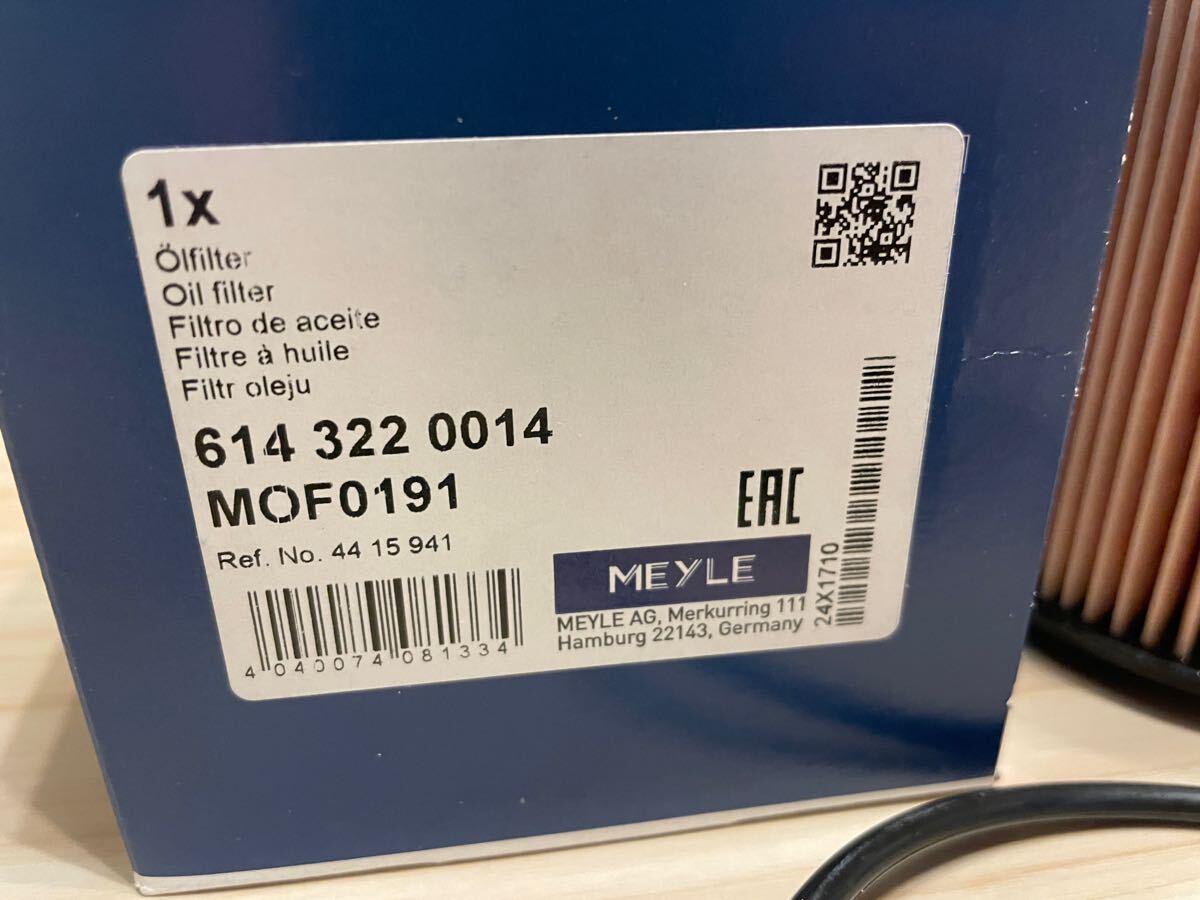 1x
Ölfilter
Oil filter
Filtro de aceite
Filtre à huile
Filtr oleju
614 322 0014
MOF0191
Ref. No. 44 15 941
4 040074 081334
EAC
MEYLE
MEYLE AG, Merkurring 111
Hamburg 22143, Germany
24X1710